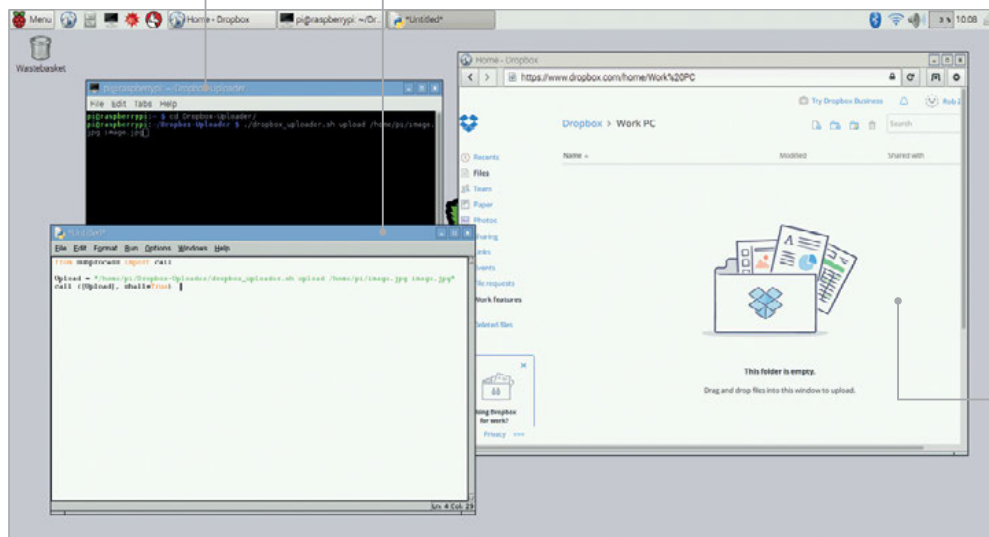 Menu
Home - Dropbox
pi@raspberrypi: ~/Dr...
*Untitled*
10:08
Wastebasket
pi@raspberrypi: ~/Dropbox-Uploader
File Edit Tabs Help
pi@raspberrypi:~ $ cd Dropbox-Uploader/
pi@raspberrypi:~/Dropbox-Uploader $ ./dropbox_uploader.sh upload /home/pi/image.
jpg image.jpg
Home - Dropbox
https://www.dropbox.com/home/Work%20PC
Try Dropbox Business
Rob
Dropbox > Work PC
Search
Name
Modified
Shared with
Recents
Files
Team
Paper
Photos
Sharing
Links
Events
File requests
Work features
Deleted files
Using Dropbox
for work?
Privacy
This folder is empty.
Drag and drop files into this window to upload.
*Untitled*
File Edit Format Run Options Windows Help
from subprocess import call
Upload = "/home/pi/Dropbox-Uploader/dropbox_uploader.sh upload /home/pi/image.jpg image.jpg"
call ([Upload], shell=True)
Ln: 4 Col: 29